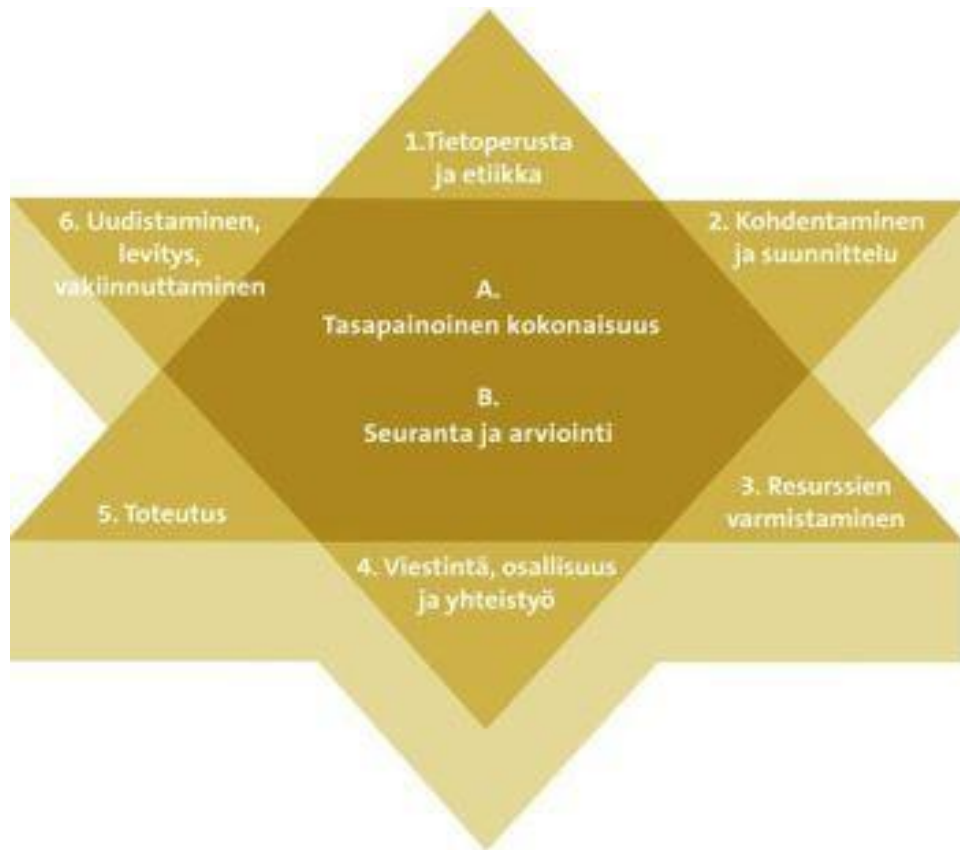 1.Tietoperusta
ja etiikka
2. Kohdentaminen
ja suunnittelu
3. Resurssien
varmistaminen
4. Viestintä, osallisuus
ja yhteistyö
5. Toteutus
6. Uudistaminen,
levitys,
vakiinnuttaminen
A.
Tasapainoinen kokonaisuus
B.
Seuranta ja arviointi